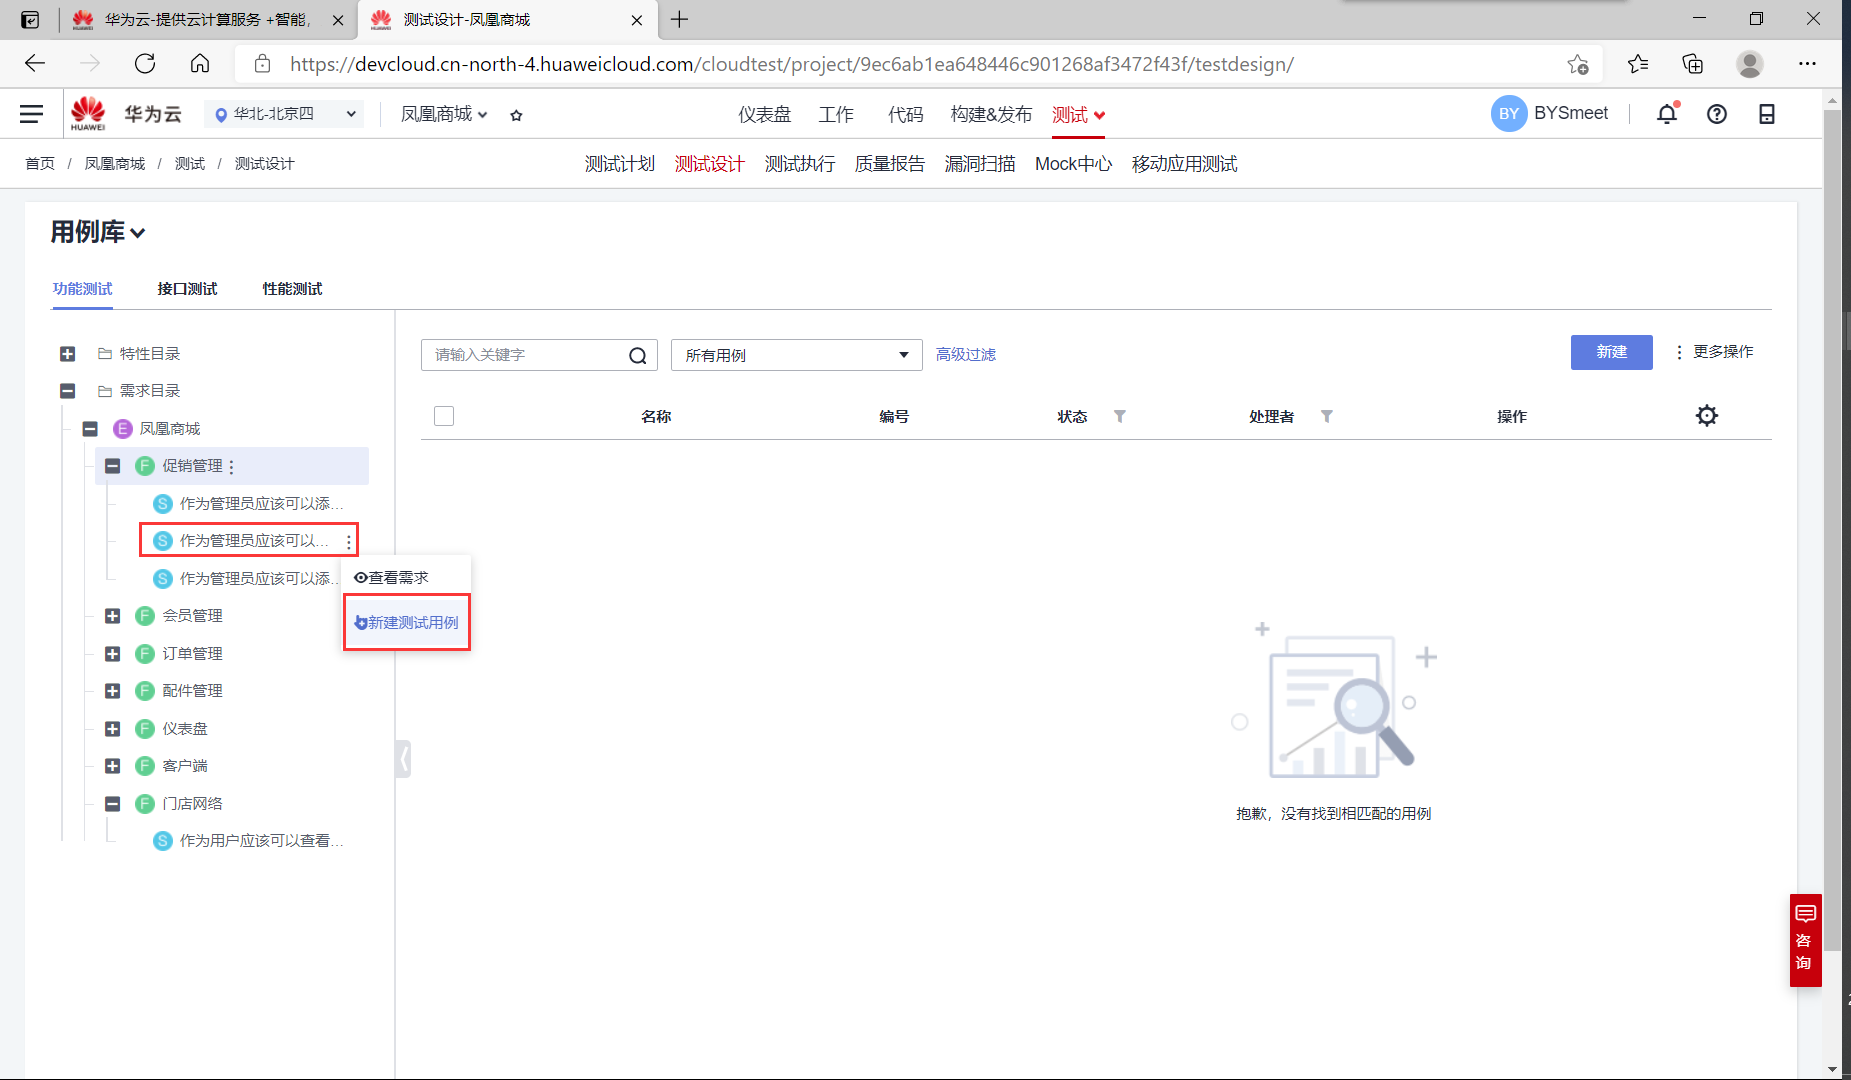 华为云-提供云计算服务 +智能,
测试设计-凤凰商城
https://devcloud.cn-north-4.huaweicloud.com/cloudtest/project/9ec6ab1ea648446c901268af3472f43f/testdesign/
HUAWEI 华为云 华北-北京四 凤凰商城 仪表盘 工作 代码 构建&发布 测试 BY BYSmeet
首页 / 凤凰商城 / 测试 / 测试设计 测试计划 测试设计 测试执行 质量报告 漏洞扫描 Mock中心 移动应用测试
用例库
功能测试 接口测试 性能测试
特性目录
请输入关键字 所有用例 高级过滤 新建 更多操作
需求目录
名称 编号 状态 处理者 操作
E 凤凰商城
F 促销管理
S 作为管理员应该可以添...
S 作为管理员应该可以...
S 作为管理员应该可以添..
查看需求
新建测试用例
F 会员管理
F 订单管理
F 配件管理
F 仪表盘
F 客户端
F 门店网络
S 作为用户应该可以查看...
抱歉，没有找到相匹配的用例
咨
询